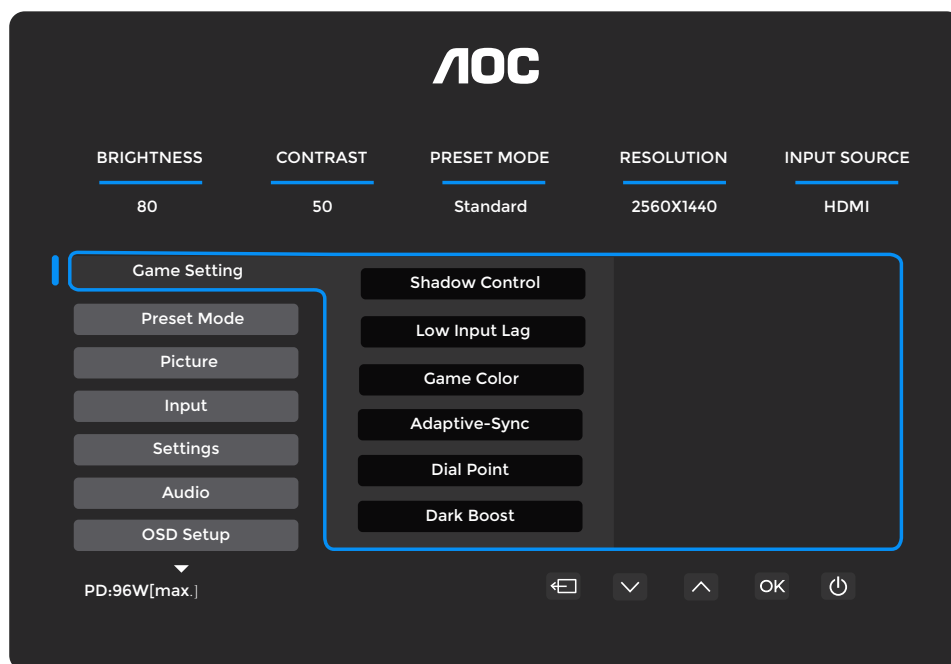 AOC
BRIGHTNESS CONTRAST PRESET MODE RESOLUTION INPUT SOURCE
80 50 Standard 2560X1440 HDMI
Game Setting
Preset Mode
Picture
Input
Settings
Audio
OSD Setup
Shadow Control
Low Input Lag
Game Color
Adaptive-Sync
Dial Point
Dark Boost
PD:96W[max.]
OK